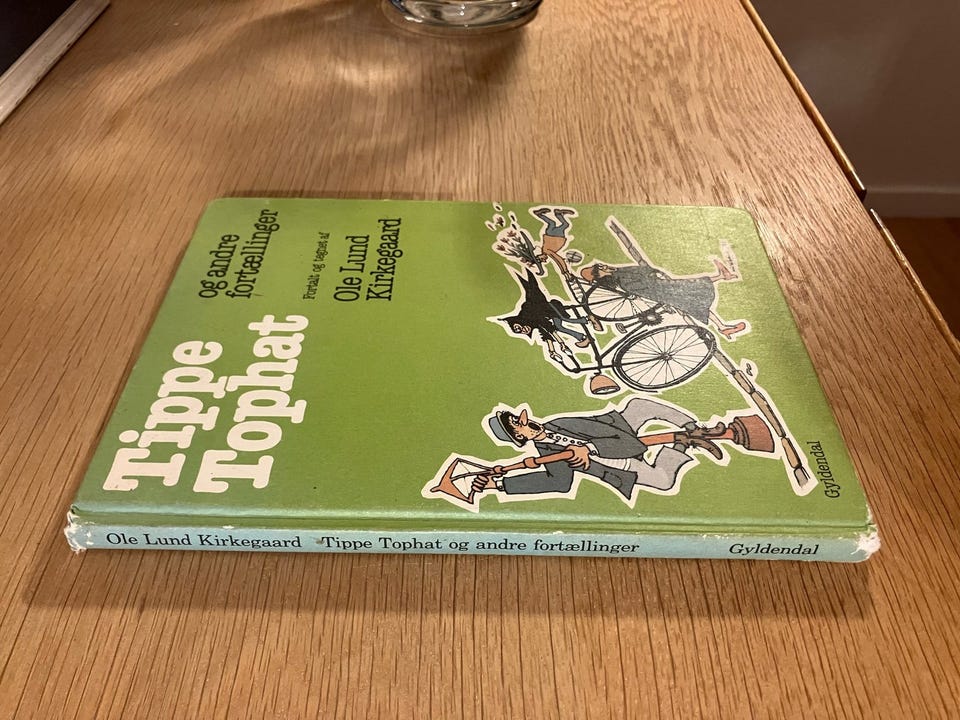 Tippe
Tophat
og andre
fortællinger
Fortalt og tegnet af
Ole Lund
Kirkegaard
Gyldendal
Ole Lund Kirkegaard Tippe Tophat og andre fortællinger Gyldendal